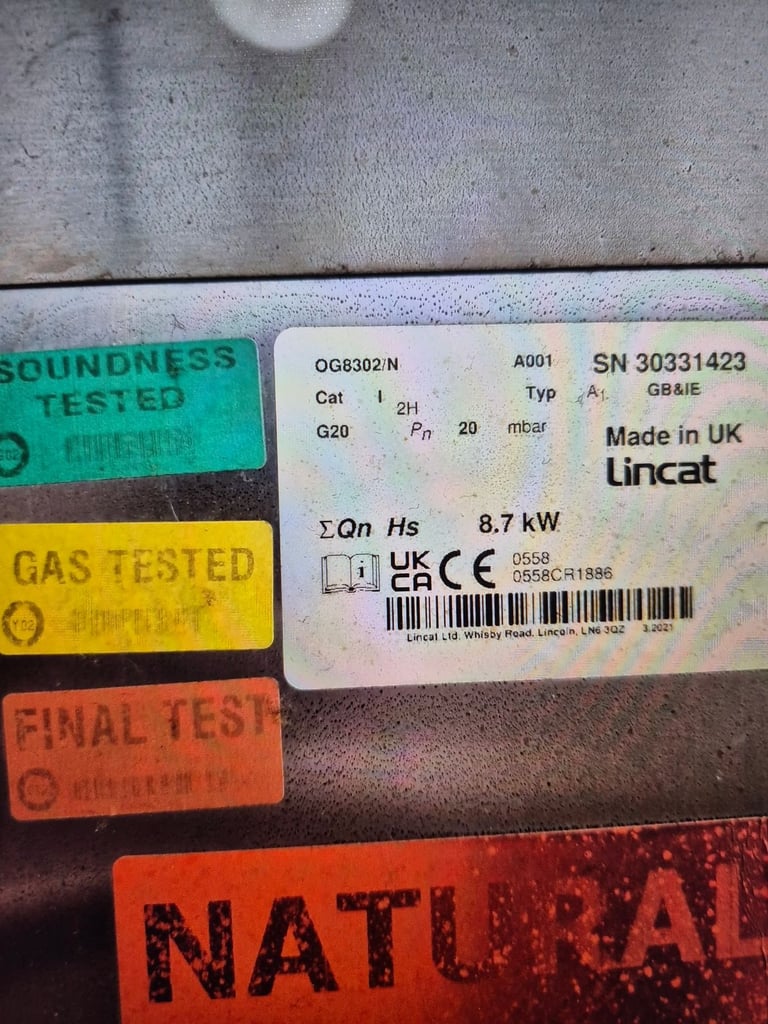 SOUNDNESS
TESTED
G02
GAS TESTED
Y02
FINAL TEST
OG8302/N A001 SN 30331423
Cat I 2H Typ A1 GB&IE
G20 Pn 20 mbar
Made in UK
Lincat
ΣQn Hs 8.7 kW
i UK CA CE 0558
0558CR1886
Lincat Ltd. Whisby Road. Lincoln, LN6 3QZ 3.2021
NATURAL